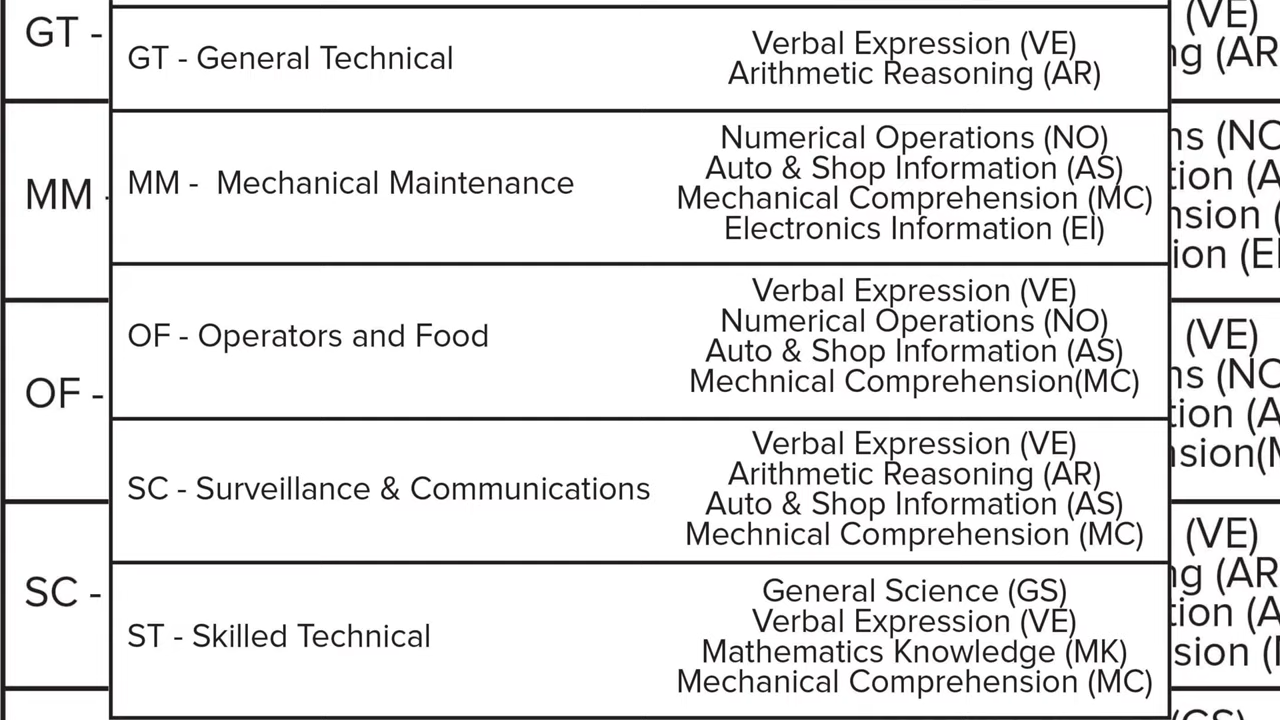 GT - General Technical
Verbal Expression (VE)
Arithmetic Reasoning (AR)
MM - Mechanical Maintenance
Numerical Operations (NO)
Auto & Shop Information (AS)
Mechanical Comprehension (MC)
Electronics Information (EI)
OF - Operators and Food
Verbal Expression (VE)
Numerical Operations (NO)
Auto & Shop Information (AS)
Mechnical Comprehension(MC)
SC - Surveillance & Communications
Verbal Expression (VE)
Arithmetic Reasoning (AR)
Auto & Shop Information (AS)
Mechnical Comprehension (MC)
ST - Skilled Technical
General Science (GS)
Verbal Expression (VE)
Mathematics Knowledge (MK)
Mechanical Comprehension (MC)
GT -
MM
OF -
SC -
(VE)
(VE)
(VE)